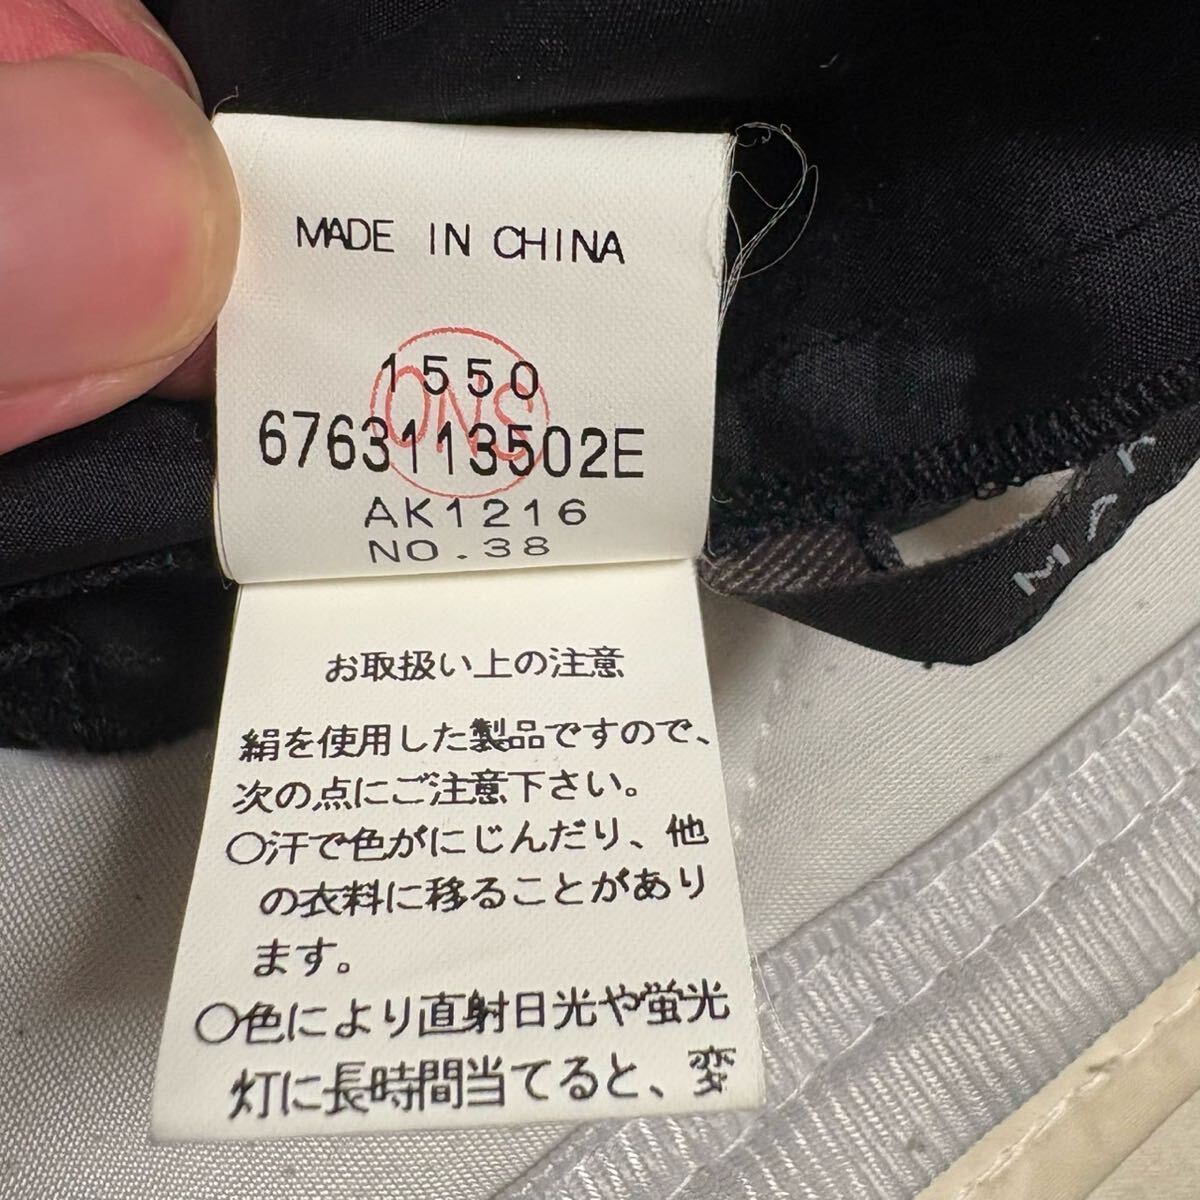 MADE IN CHINA
1550
ONS
6763113502E
AK1216
NO.38
お取扱い上の注意
絹を使用した製品ですので、
次の点にご注意下さい。
○汗で色がにじんだり、他
の衣料に移ることがあり
ます。
○色により直射日光や蛍光
灯に長時間当てると、変